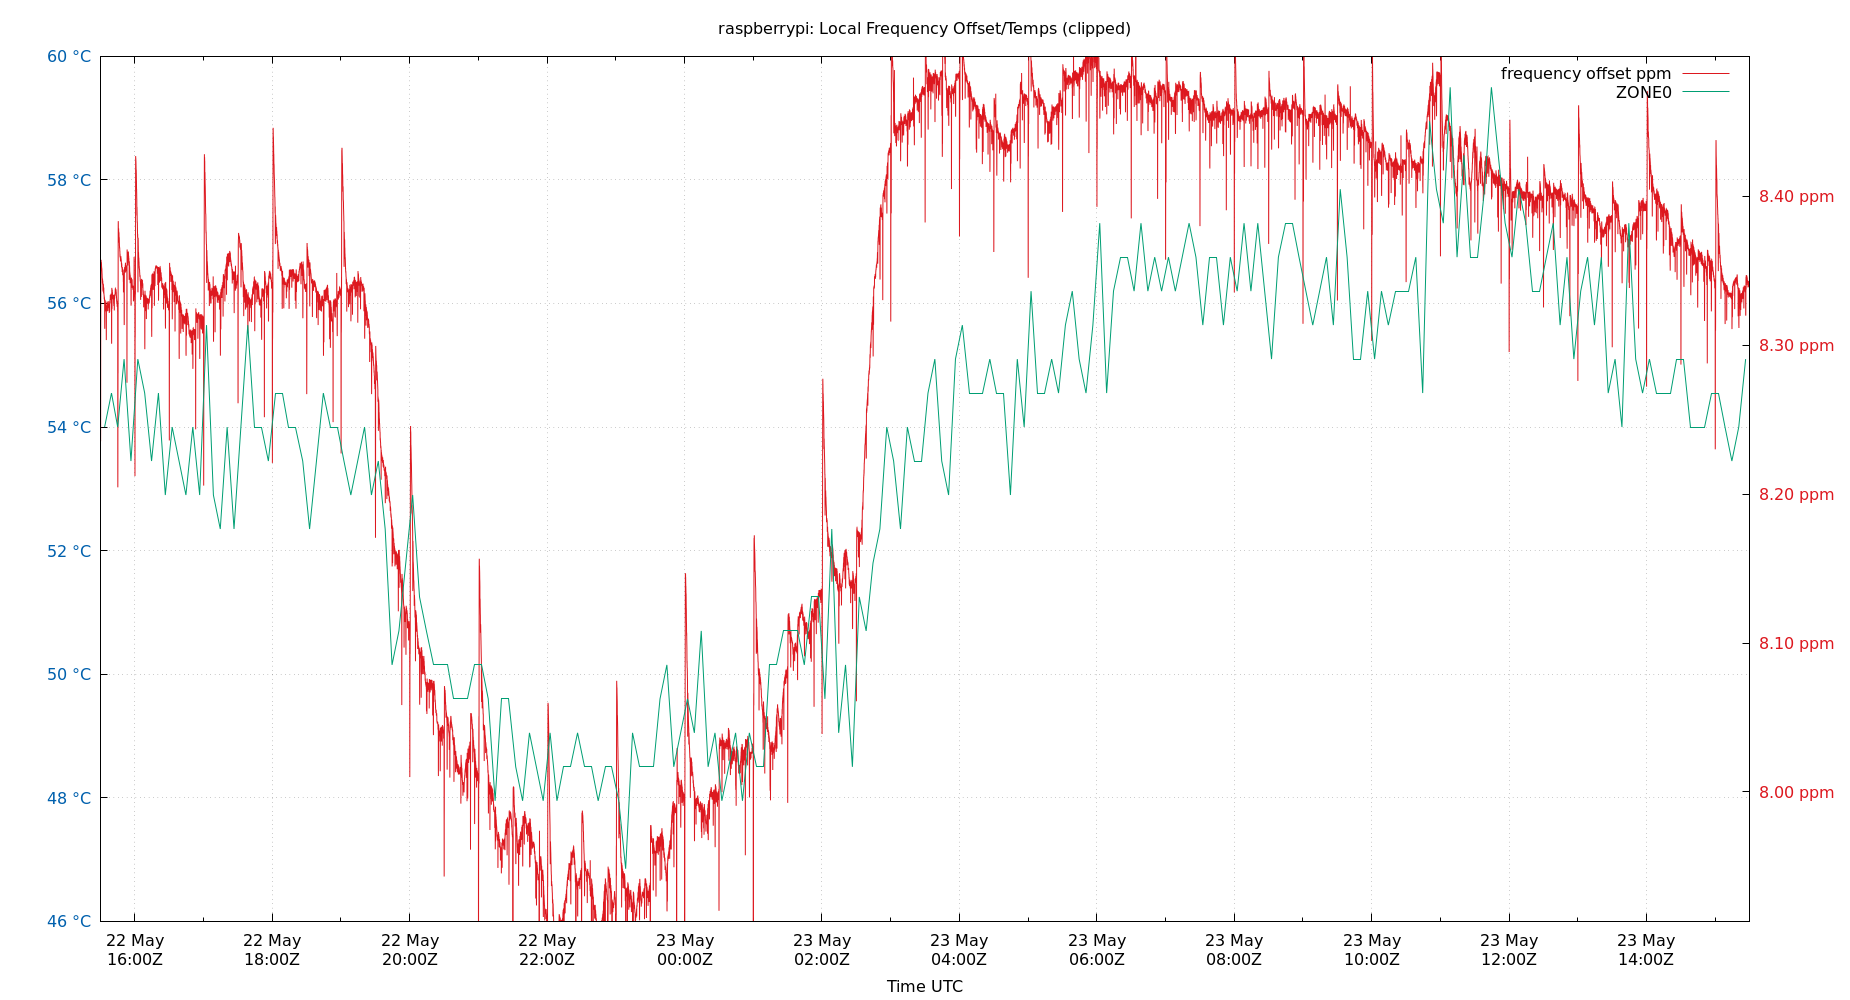 raspberrypi: Local Frequency Offset/Temps (clipped)
60 °C
58 °C
56 °C
54 °C
52 °C
50 °C
48 °C
46 °C
frequency offset ppm
ZONE0
8.40 ppm
8.30 ppm
8.20 ppm
8.10 ppm
8.00 ppm
22 May
16:00Z
22 May
18:00Z
22 May
20:00Z
22 May
22:00Z
23 May
00:00Z
23 May
02:00Z
23 May
04:00Z
23 May
06:00Z
23 May
08:00Z
23 May
10:00Z
23 May
12:00Z
23 May
14:00Z
Time UTC